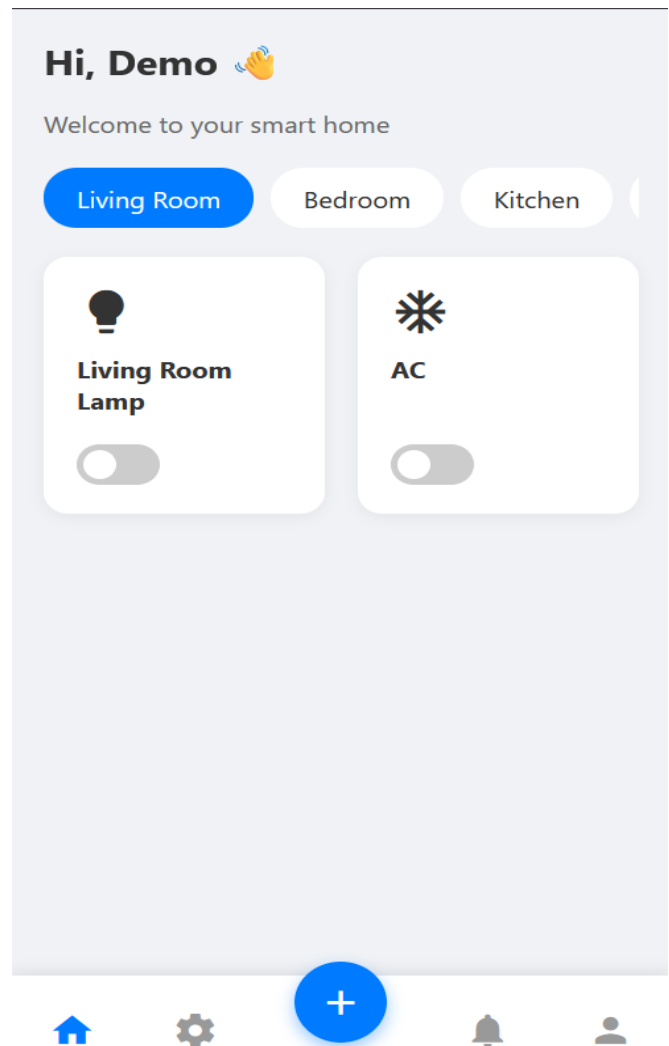 Hi, Demo 👋
Welcome to your smart home
Living Room Bedroom Kitchen
Living Room
Lamp
AC
+